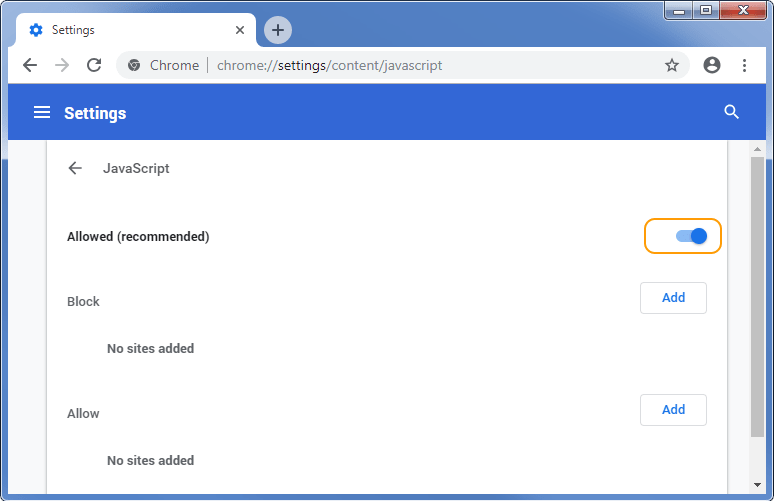 Settings
Chrome chrome://settings/content/javascript
Settings
JavaScript
Allowed (recommended)
Block Add
No sites added
Allow Add
No sites added